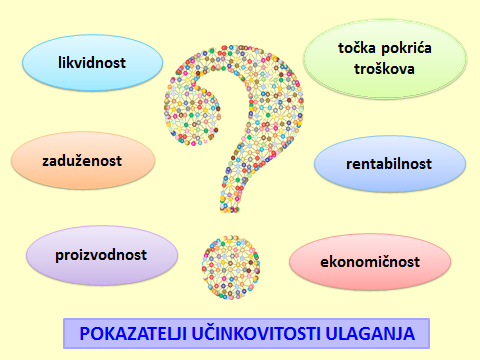 likvidnost
točka pokrića
troškova
zaduženost
rentabilnost
proizvodnost
ekonomičnost
POKAZATELJI UČINKOVITOSTI ULAGANJA